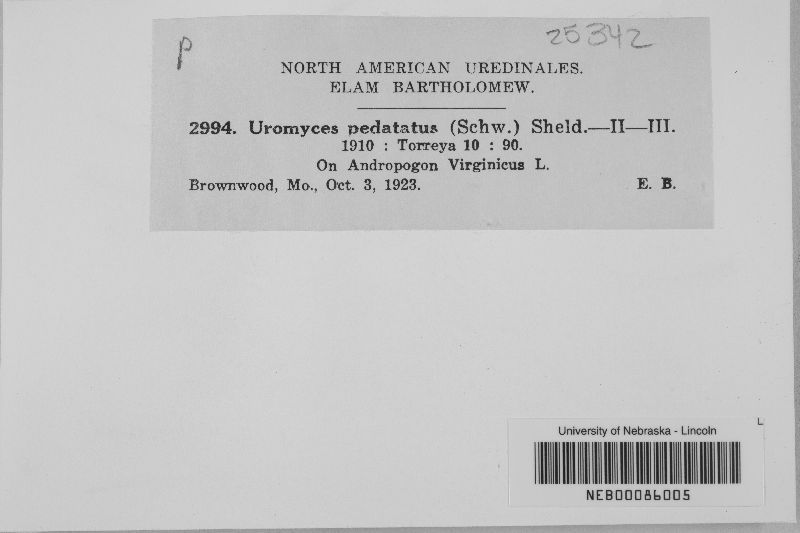 p
25342
NORTH AMERICAN UREDINALES.
ELAM BARTHOLOMEW.
2994. Uromyces pedatatus (Schw.) Sheld.—II—III.
1910 : Torreya 10 : 90.
On Andropogon Virginicus L.
Brownwood, Mo., Oct. 3, 1923. E. B.
L
University of Nebraska - Lincoln
NEB00086005